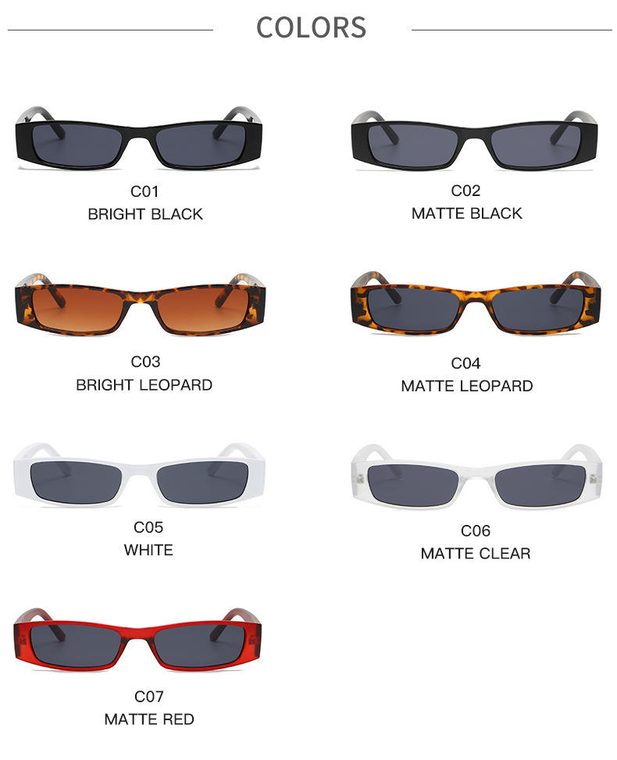 COLORS
C01
BRIGHT BLACK
C02
MATTE BLACK
C03
BRIGHT LEOPARD
C04
MATTE LEOPARD
C05
WHITE
C06
MATTE CLEAR
C07
MATTE RED